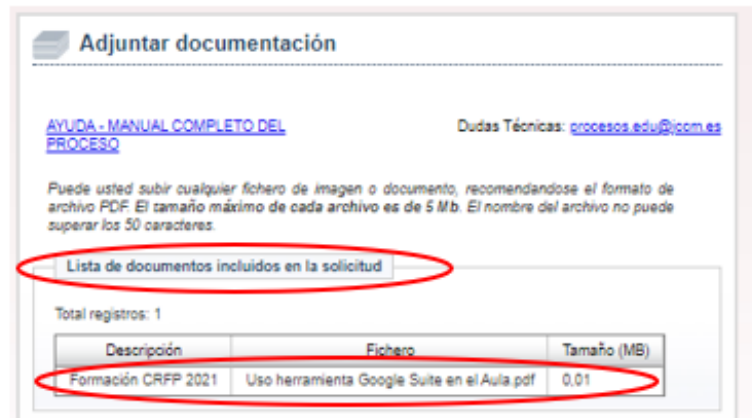 Adjuntar documentación
AYUDA - MANUAL COMPLETO DEL PROCESO
Dudas Técnicas: procesos.edu@jccm.es
Puede usted subir cualquier fichero de imagen o documento, recomendandose el formato de
archivo PDF. El tamaño máximo de cada archivo es de 5 Mb. El nombre del archivo no puede
superar los 50 caracteres.
Lista de documentos incluidos en la solicitud
Total registros: 1
Descripción Fichero Tamaño (MB)
Formación CRFP 2021 Uso herramienta Google Suite en el Aula.pdf 0,01